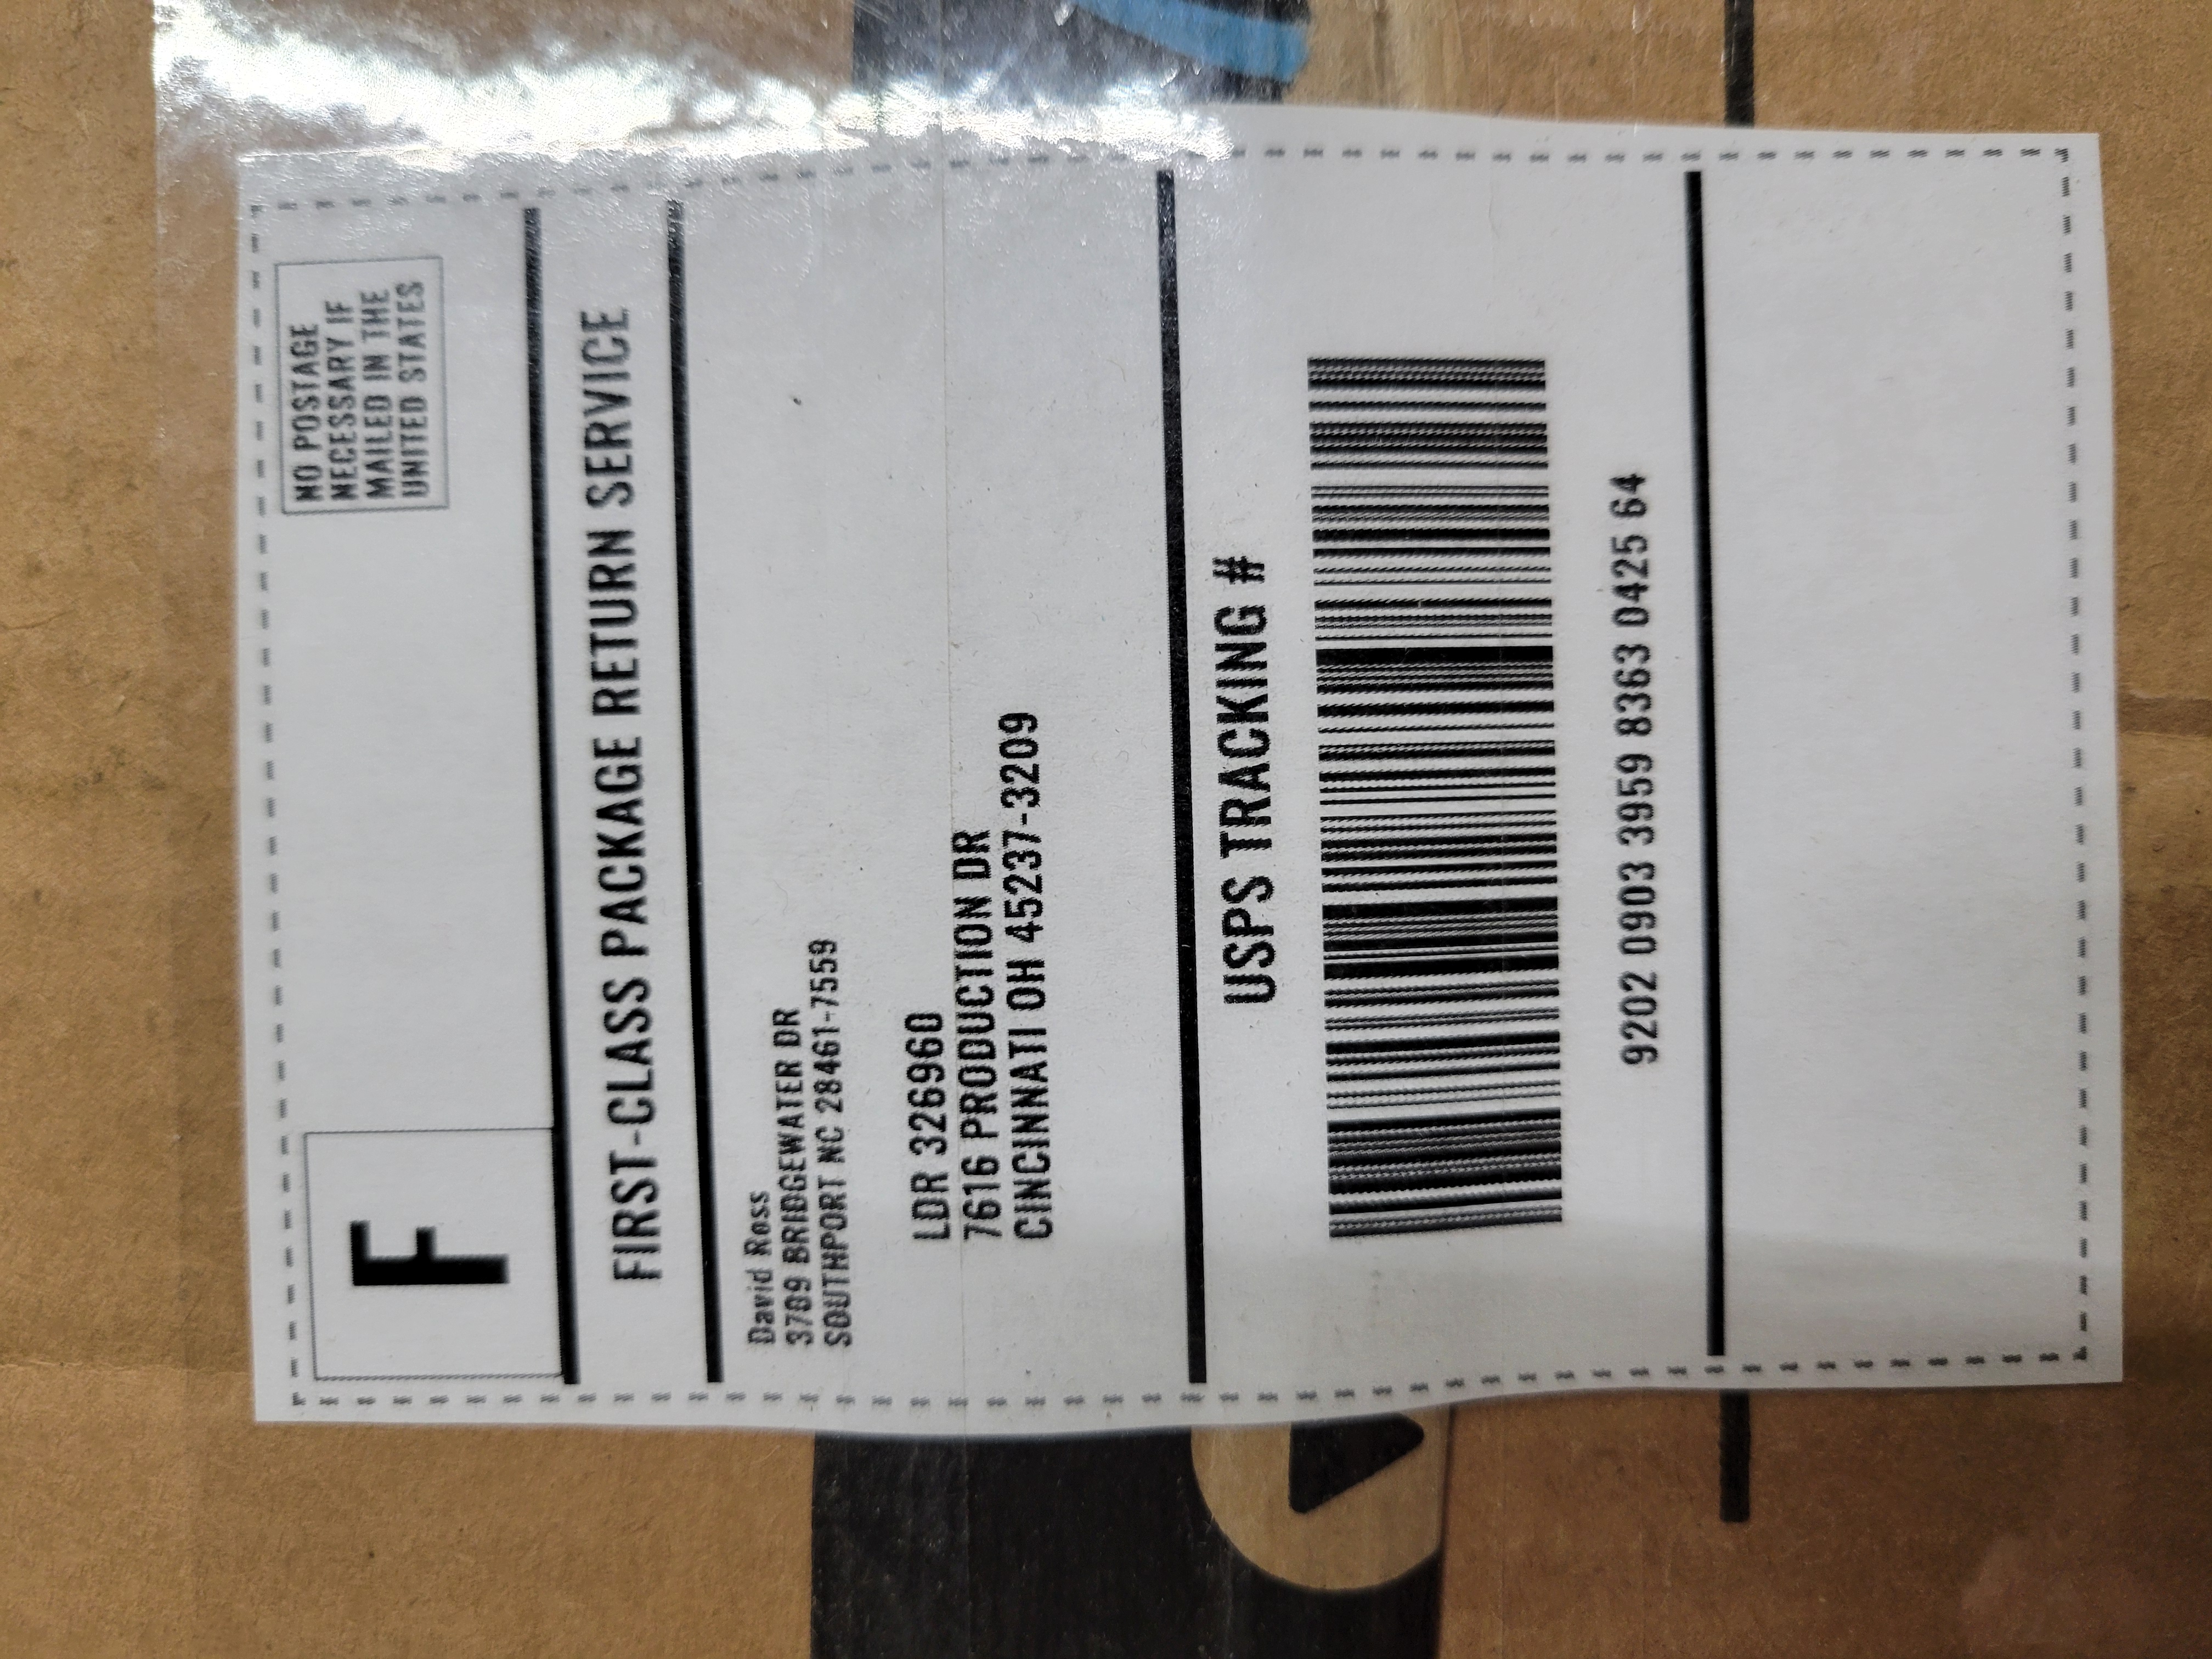 F
NO POSTAGE
NECESSARY IF
MAILED IN THE
UNITED STATES
FIRST-CLASS PACKAGE RETURN SERVICE
David Ross
3709 BRIDGEWATER DR
SOUTHPORT NC 28461-7559
LDR 326960
7616 PRODUCTION DR
CINCINNATI OH 45237-3209
USPS TRACKING #
9202 0903 3959 8363 0425 64